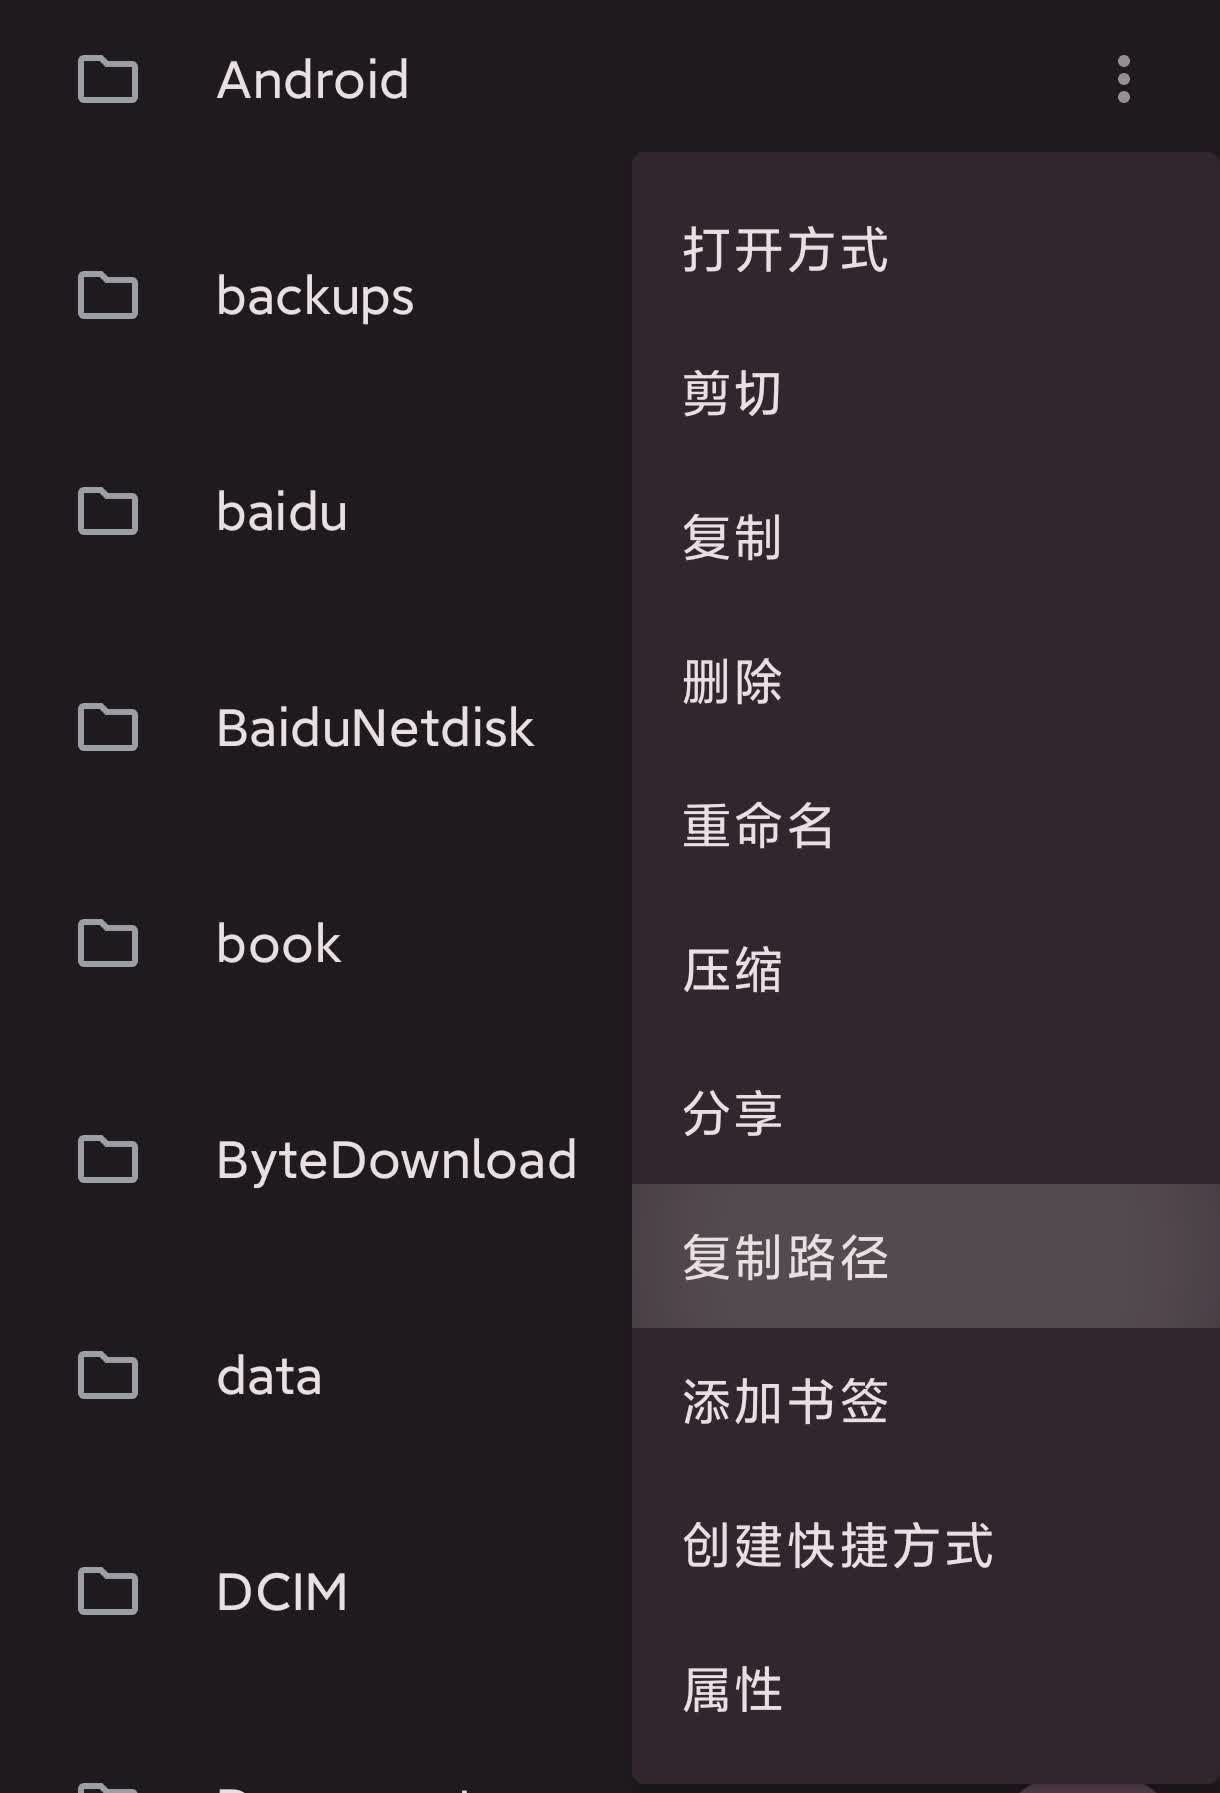 Android
backups
baidu
BaiduNetdisk
book
ByteDownload
data
DCIM
打开方式
剪切
复制
删除
重命名
压缩
分享
复制路径
添加书签
创建快捷方式
属性